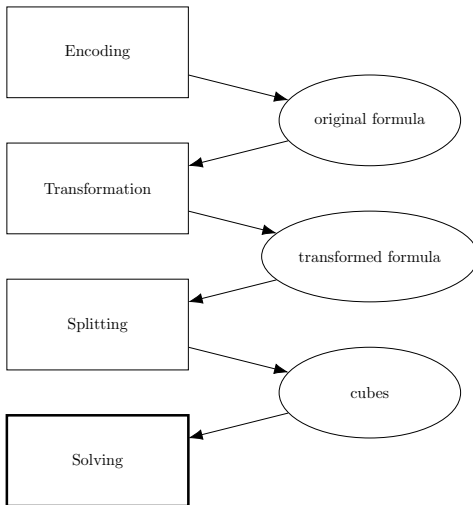 Encoding
original formula
Transformation
transformed formula
Splitting
cubes
Solving